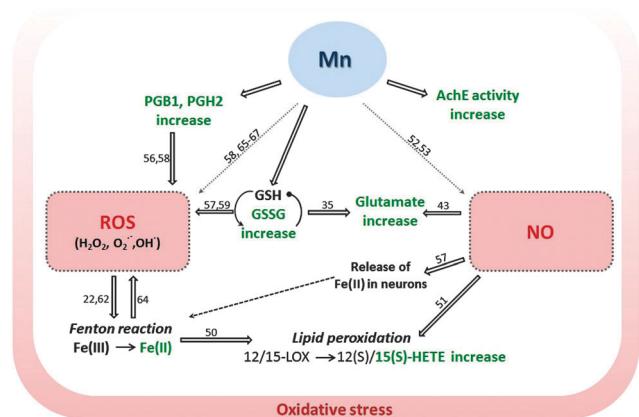 Mn
PGB1, PGH2
increase
AchE activity
increase
56,58
58, 65-67
52,53
ROS
(H₂O₂, O₂˙⁻,OH˙)
57,59
GSH
GSSG
increase
35
Glutamate
increase
43
NO
57
Release of
Fe(II) in neurons
22,62
64
51
Fenton reaction
Fe(III) → Fe(II)
50
Lipid peroxidation
12/15-LOX → 12(S)/15(S)-HETE increase
Oxidative stress